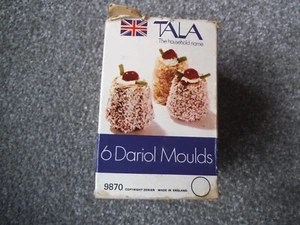 TALA
The household name
6 Dariol Moulds
9870 COPYRIGHT DESIGN MADE IN ENGLAND